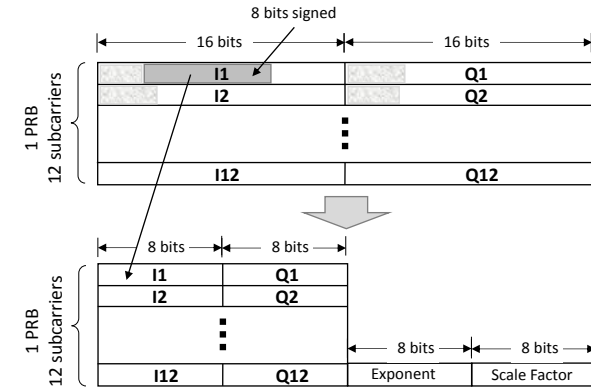 8 bits signed
16 bits 16 bits
1 PRB
12 subcarriers
I1 Q1
I2 Q2
I12 Q12
8 bits 8 bits
1 PRB
12 subcarriers
I1 Q1
I2 Q2
8 bits 8 bits
I12 Q12 Exponent Scale Factor